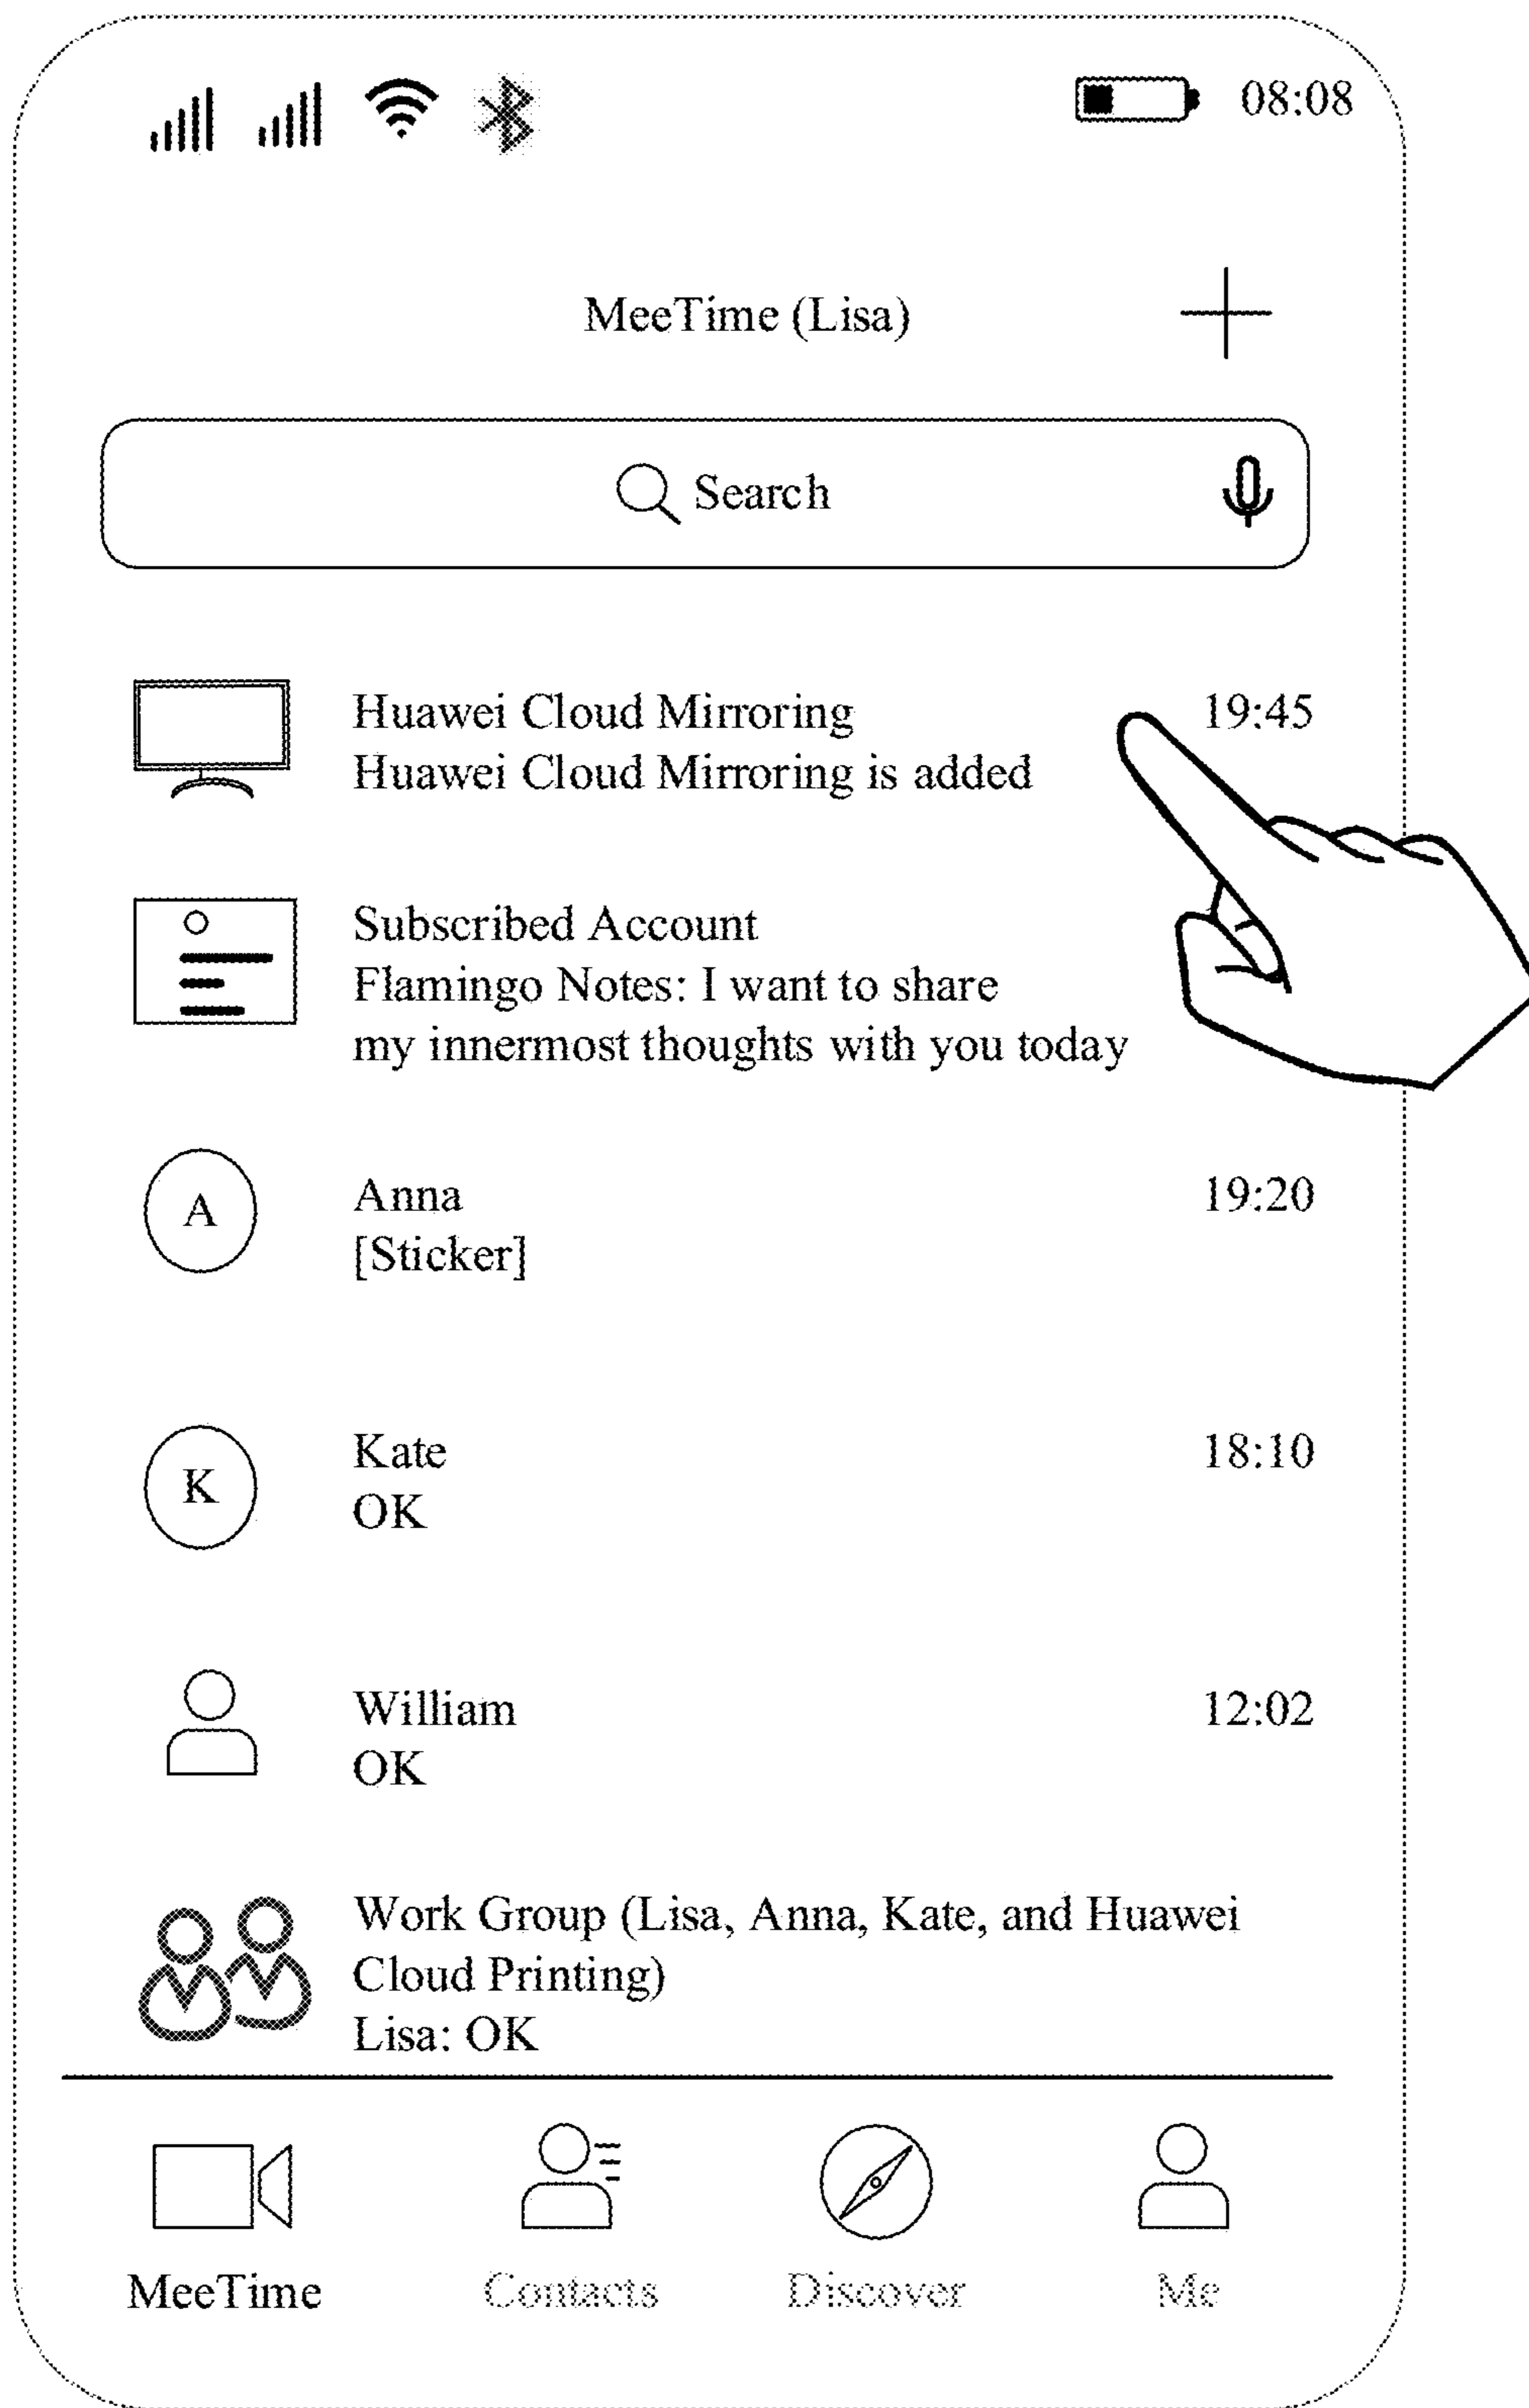 08:08
MeeTime (Lisa)
Search
Huawei Cloud Mirroring 19:45
Huawei Cloud Mirroring is added
Subscribed Account
Flamingo Notes: I want to share
my innermost thoughts with you today
A
Anna 19:20
[Sticker]
K
Kate 18:10
OK
William 12:02
OK
Work Group (Lisa, Anna, Kate, and Huawei
Cloud Printing)
Lisa: OK
MeeTime Contacts Discover Me